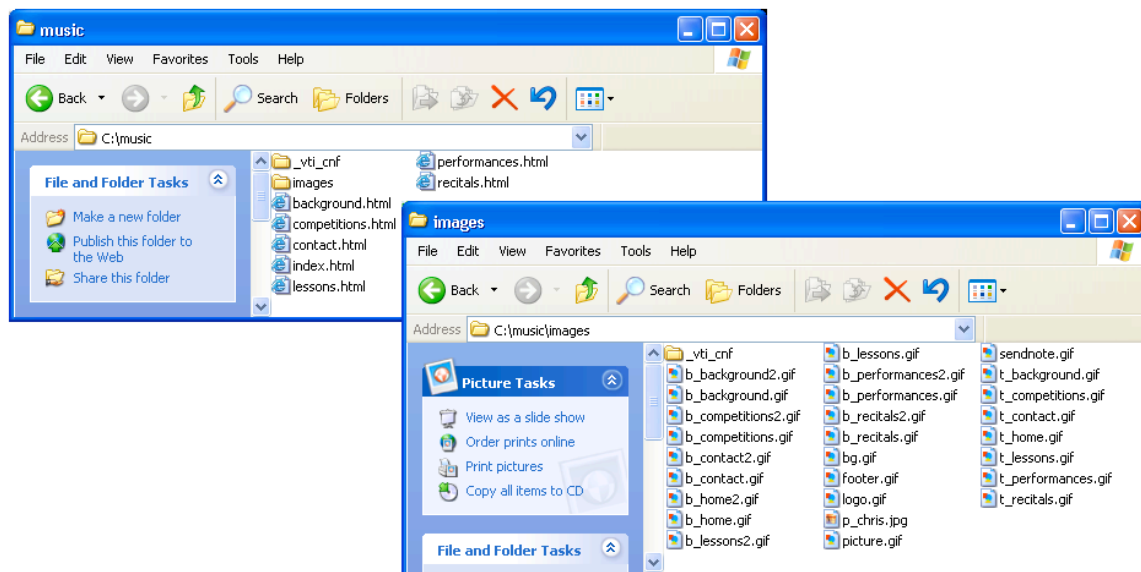 music
File Edit View Favorites Tools Help
Back Search Folders
Address C:\music
File and Folder Tasks
Make a new folder
Publish this folder to
the Web
Share this folder
_vti_cnf
images
background.html
competitions.html
contact.html
index.html
lessons.html
performances.html
recitals.html
images
File Edit View Favorites Tools Help
Back Search Folders
Address C:\music\images
Picture Tasks
View as a slide show
Order prints online
Print pictures
Copy all items to CD
File and Folder Tasks
_vti_cnf
b_background2.gif
b_background.gif
b_competitions2.gif
b_competitions.gif
b_contact2.gif
b_contact.gif
b_home2.gif
b_home.gif
b_lessons2.gif
b_lessons.gif
b_performances2.gif
b_performances.gif
b_recitals2.gif
b_recitals.gif
bg.gif
footer.gif
logo.gif
p_chris.jpg
picture.gif
sendnote.gif
t_background.gif
t_competitions.gif
t_contact.gif
t_home.gif
t_lessons.gif
t_performances.gif
t_recitals.gif